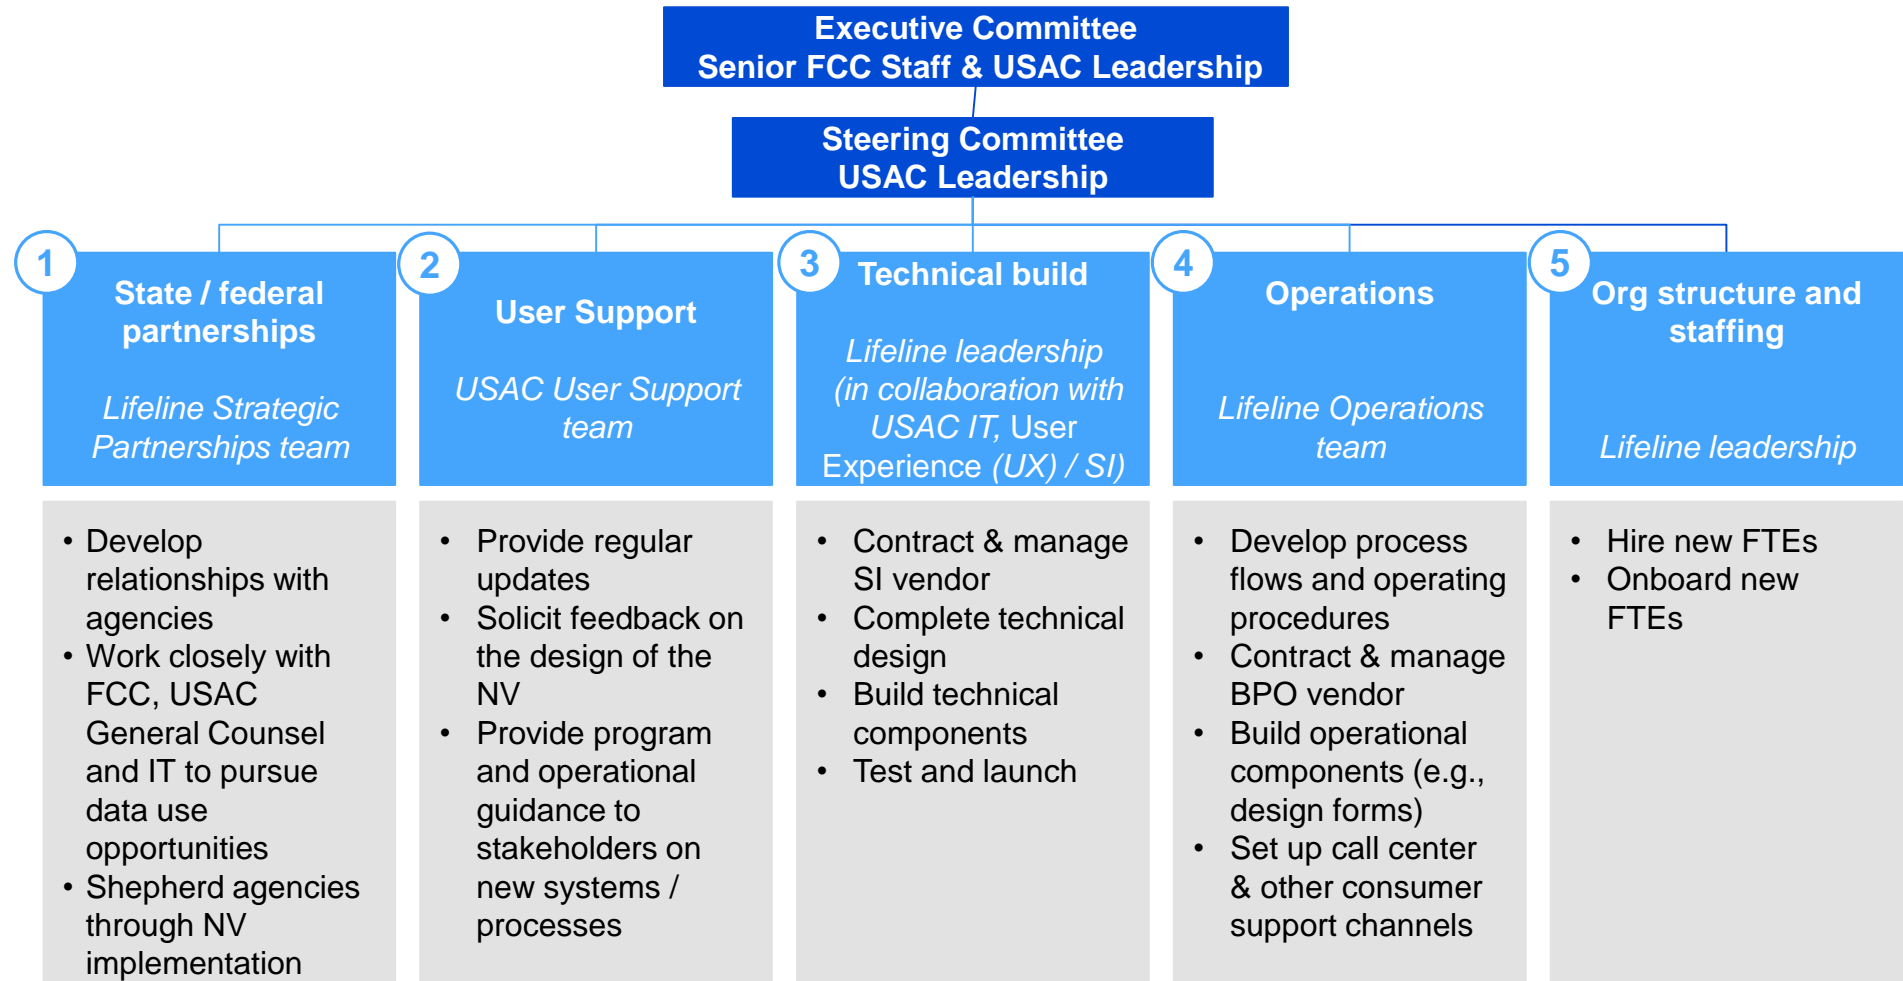 Executive Committee
Senior FCC Staff & USAC Leadership
Steering Committee
USAC Leadership
1
State / federal
partnerships
Lifeline Strategic
Partnerships team
• Develop
relationships with
agencies
• Work closely with
FCC, USAC
General Counsel
and IT to pursue
data use
opportunities
• Shepherd agencies
through NV
implementation
2
User Support
USAC User Support
team
• Provide regular
updates
• Solicit feedback on
the design of the
NV
• Provide program
and operational
guidance to
stakeholders on
new systems /
processes
3
Technical build
Lifeline leadership
(in collaboration with
USAC IT, User
Experience (UX) / SI)
• Contract & manage
SI vendor
• Complete technical
design
• Build technical
components
• Test and launch
4
Operations
Lifeline Operations
team
• Develop process
flows and operating
procedures
• Contract & manage
BPO vendor
• Build operational
components (e.g.,
design forms)
• Set up call center
& other consumer
support channels
5
Org structure and
staffing
Lifeline leadership
• Hire new FTEs
• Onboard new
FTEs